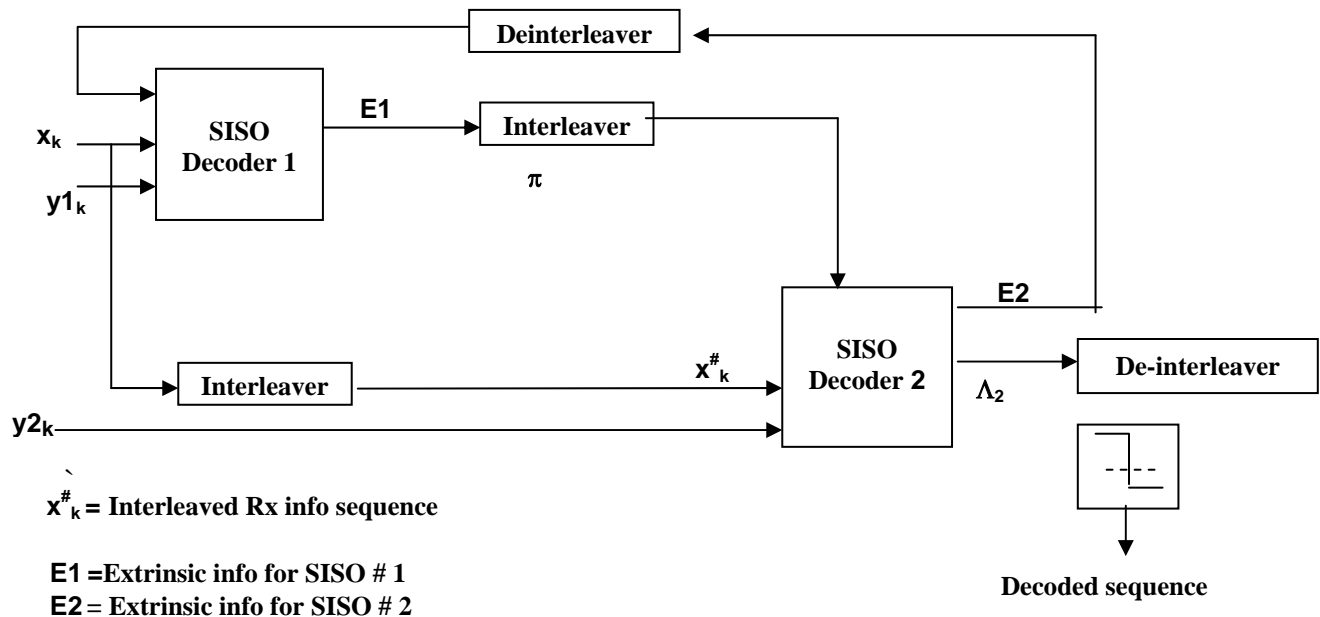 Deinterleaver
E1
SISO
Decoder 1
Interleaver
xₖ
π
y1ₖ
E2
SISO
Decoder 2
De-interleaver
Interleaver
x#ₖ
Λ₂
y2ₖ
`
x#ₖ = Interleaved Rx info sequence
E1 =Extrinsic info for SISO # 1
E2 = Extrinsic info for SISO # 2
Decoded sequence